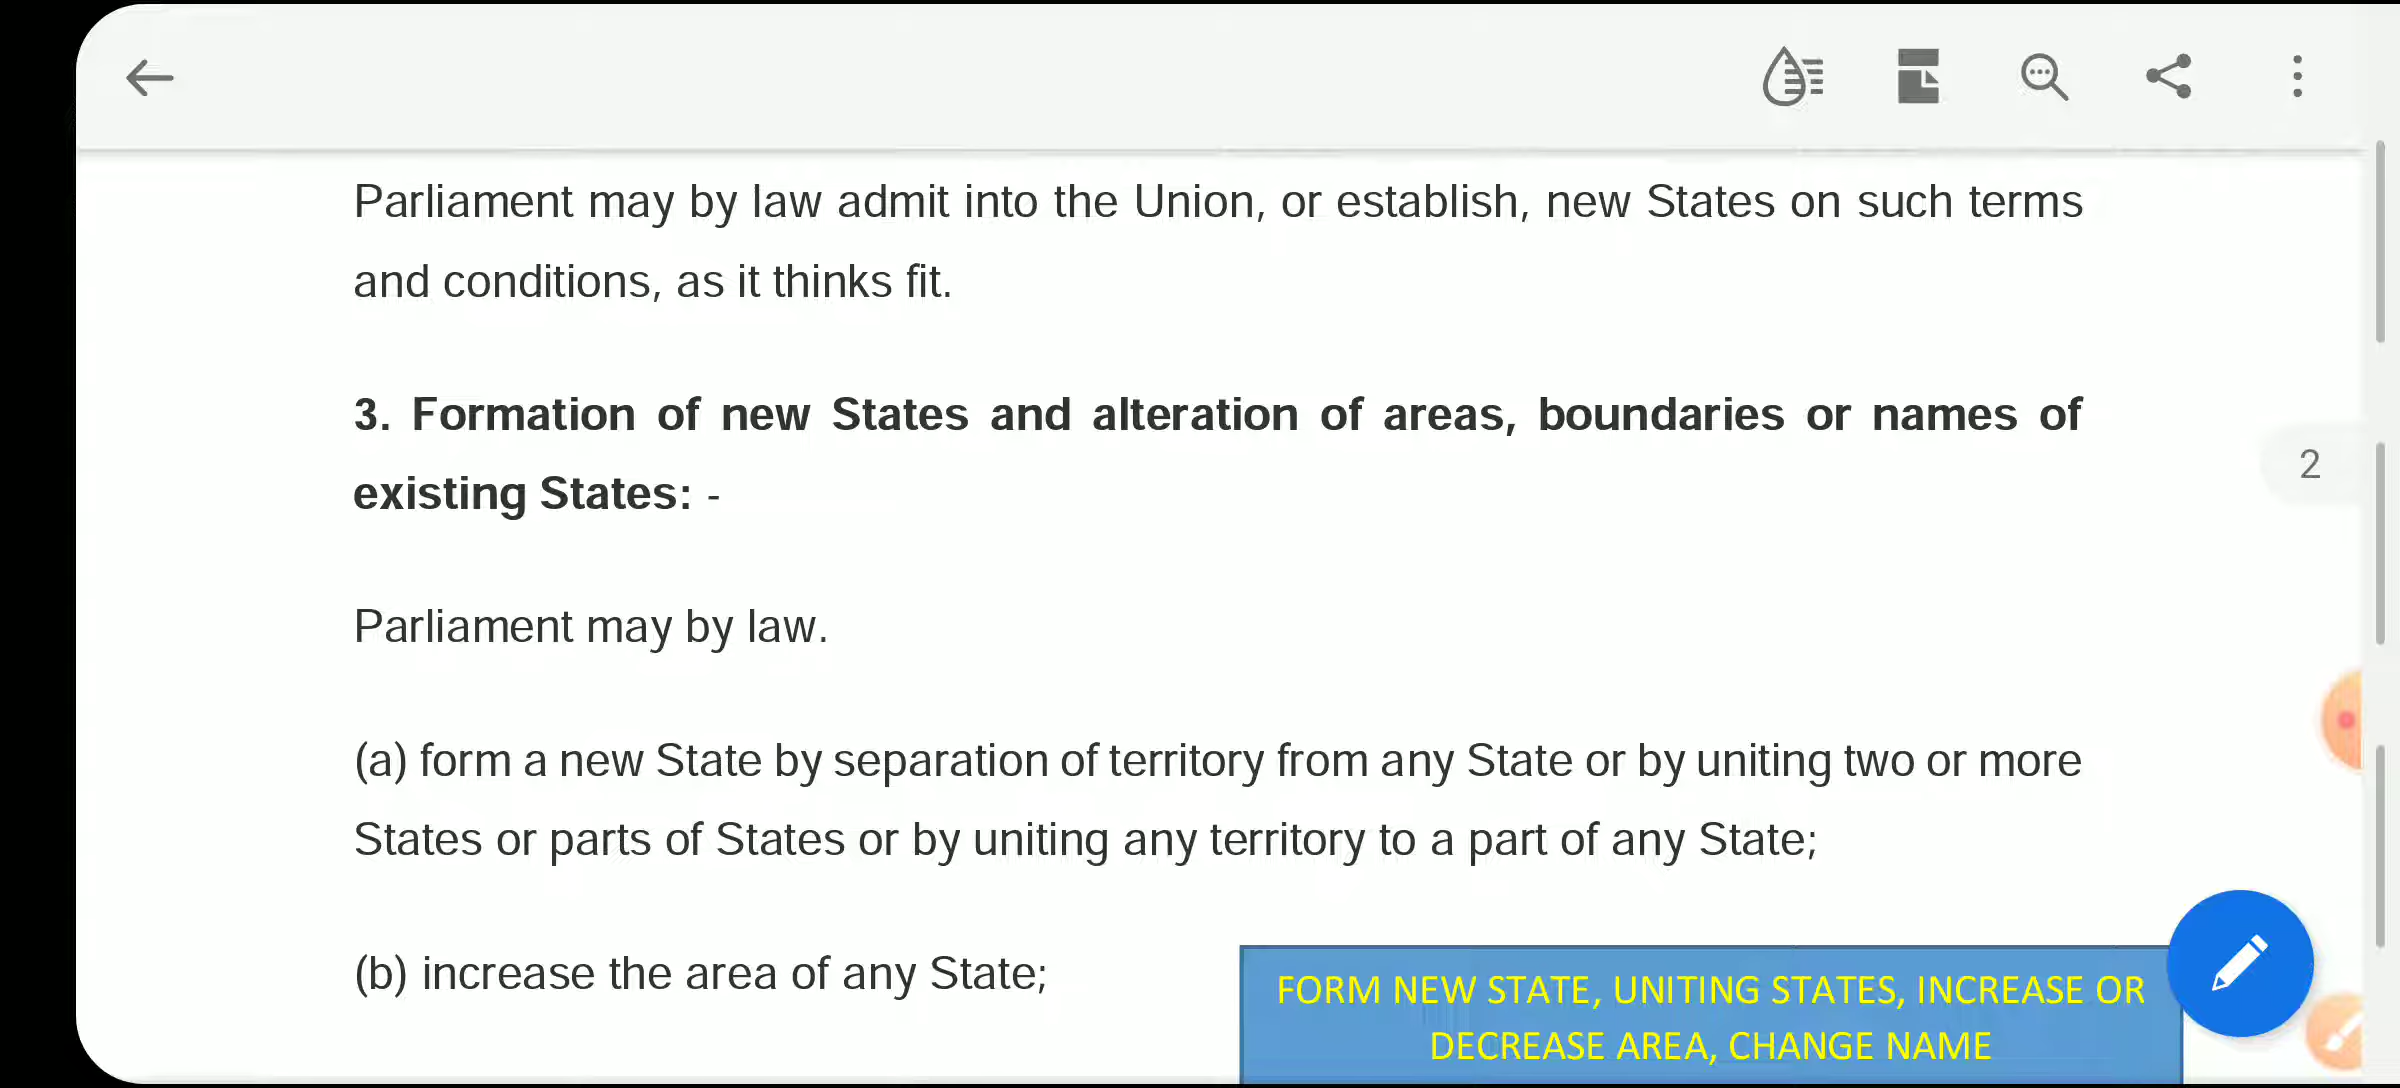 Parliament may by law admit into the Union, or establish, new States on such terms
and conditions, as it thinks fit.
3. Formation of new States and alteration of areas, boundaries or names of
existing States: -
2
Parliament may by law.
(a) form a new State by separation of territory from any State or by uniting two or more
States or parts of States or by uniting any territory to a part of any State;
(b) increase the area of any State;
FORM NEW STATE, UNITING STATES, INCREASE OR
DECREASE AREA, CHANGE NAME